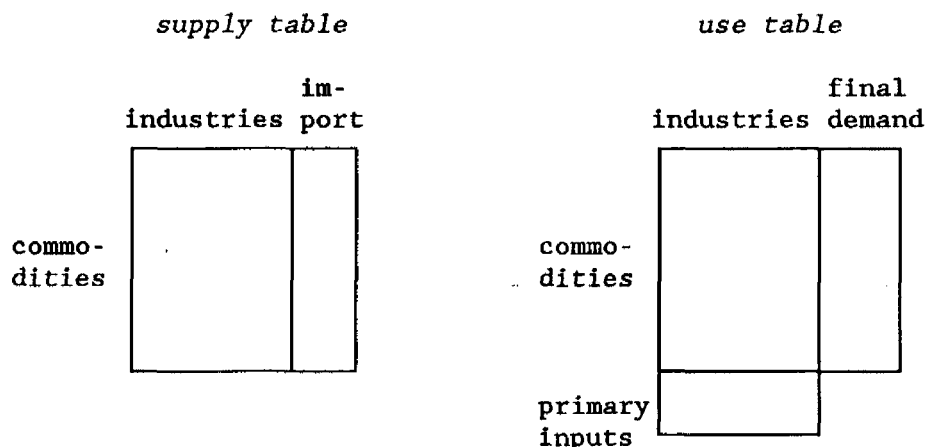 supply table
use table
im-
industries port
final
industries demand
commo-
dities
commo-
dities
primary
inputs